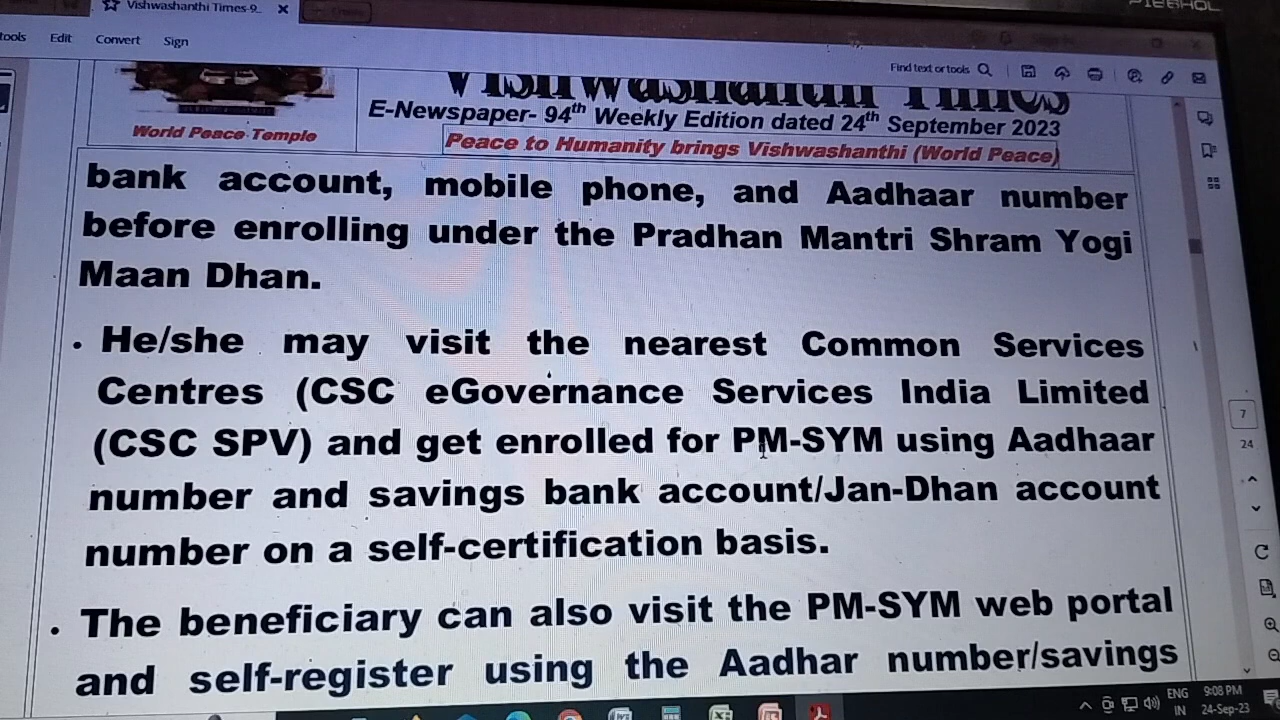 Vishwashanthi Times-9...
tools Edit Convert Sign
Find text or tools
Vishwashanthi Times
E-Newspaper- 94th Weekly Edition dated 24th September 2023
World Peace Temple
Peace to Humanity brings Vishwashanthi (World Peace)
bank account, mobile phone, and Aadhaar number
before enrolling under the Pradhan Mantri Shram Yogi
Maan Dhan.
• He/she may visit the nearest Common Services
Centres (CSC eGovernance Services India Limited
(CSC SPV) and get enrolled for PM-SYM using Aadhaar
number and savings bank account/Jan-Dhan account
number on a self-certification basis.
• The beneficiary can also visit the PM-SYM web portal
and self-register using the Aadhar number/savings
7
24
ENG
IN
9:08 PM
24-Sep-23